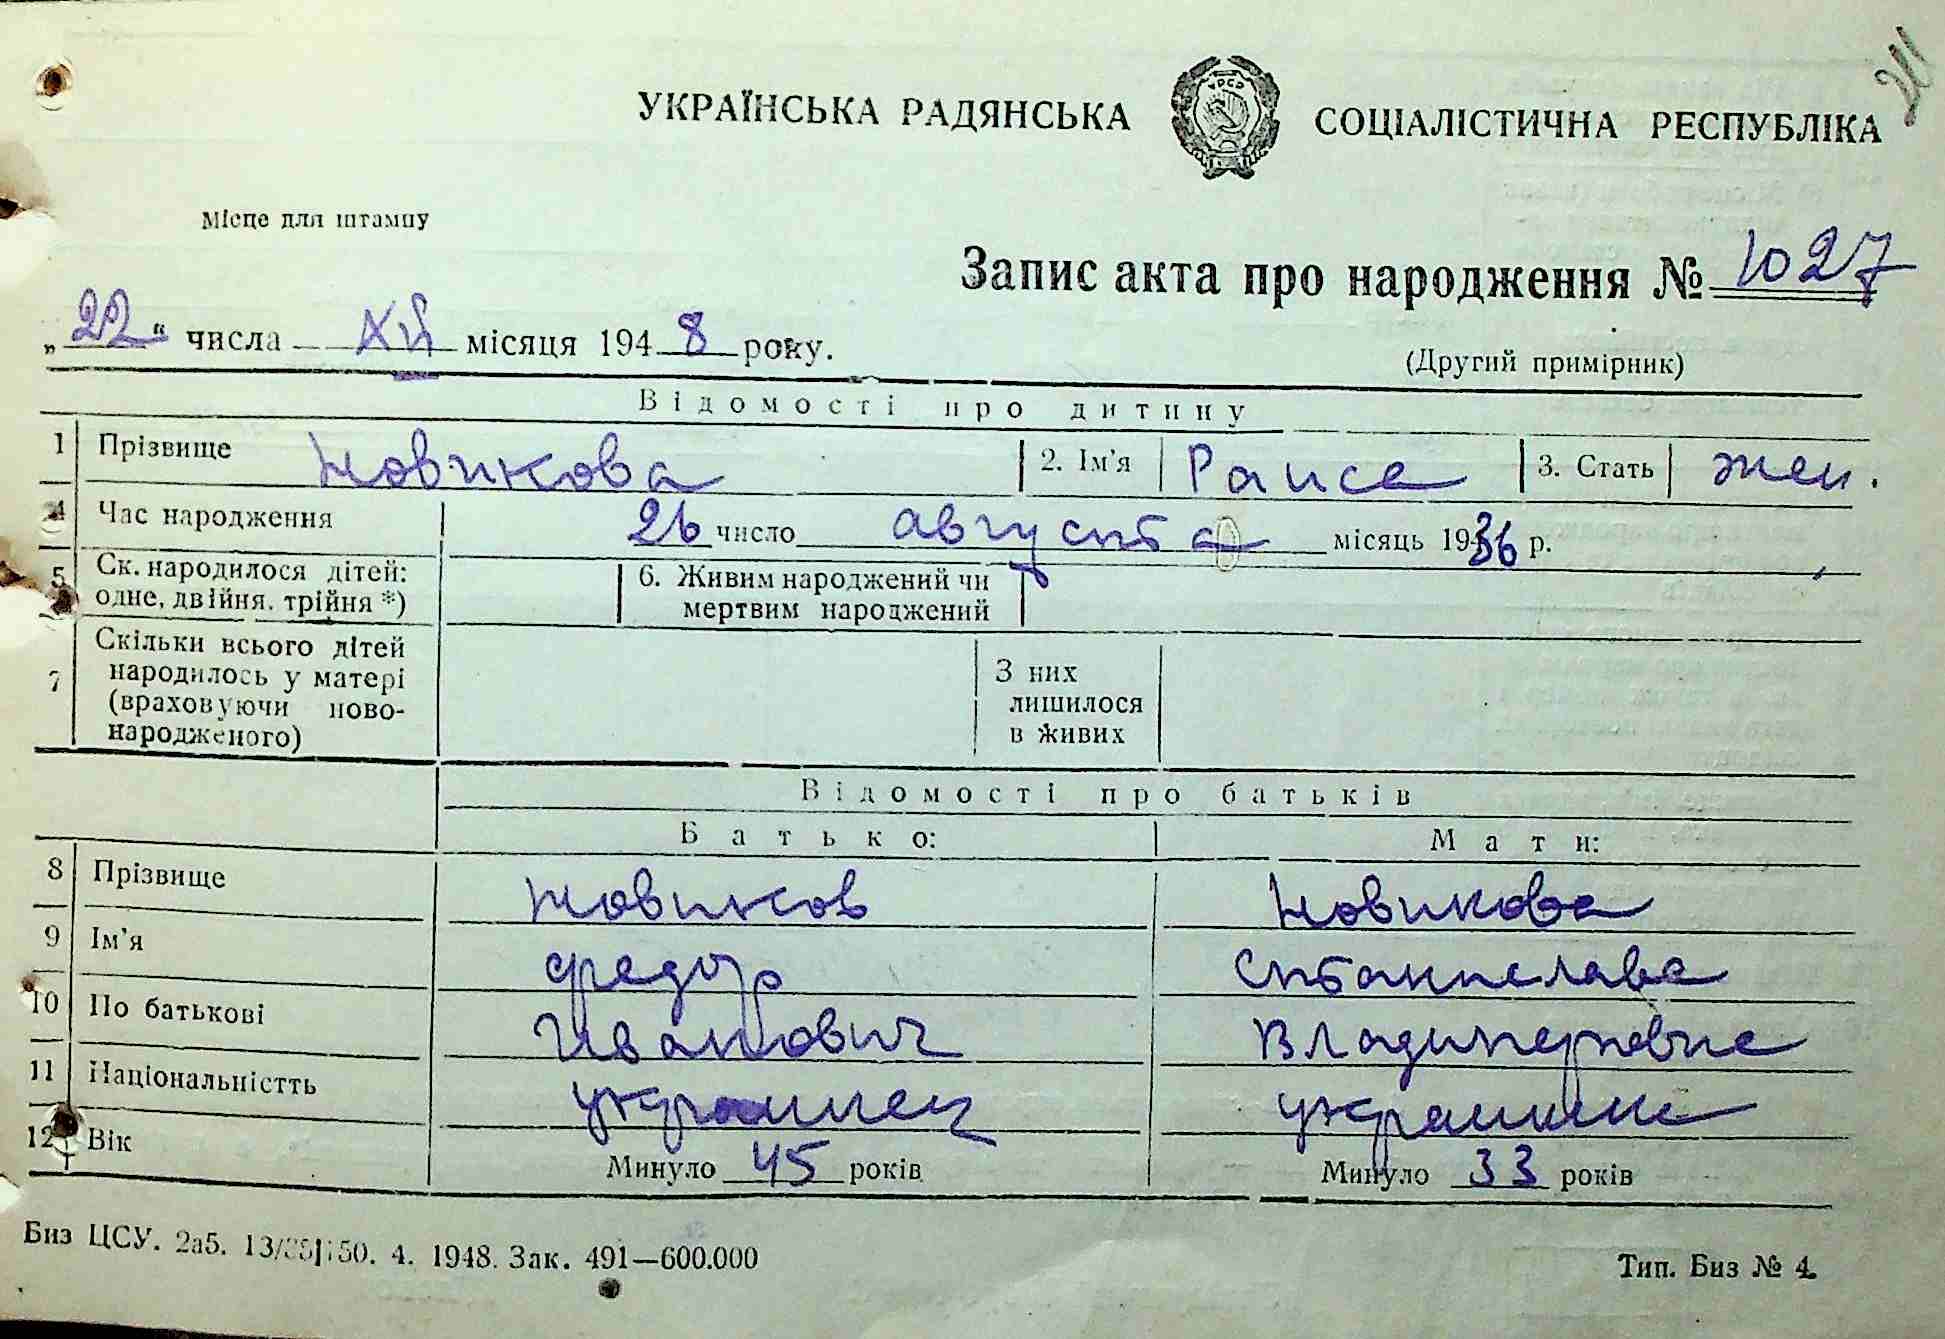 211
УКРАЇНСЬКА РАДЯНСЬКА СОЦІАЛІСТИЧНА РЕСПУБЛІКА
УРСР
Місце для штампу
Запис акта про народження № 1027
„22“ числа XII місяця 1948 року.
(Другий примірник)
Відомості про дитину
1 Прізвище Новикова 2. Ім'я Раиса 3. Стать жен.
4 Час народження 26 число августа місяць 1936 р.
5 Ск. народилося дітей: одне, двійня, трійня *) 6. Живим народжений чи мертвим народжений
7 Скільки всього дітей народилось у матері (враховуючи новонародженого) З них лишилося в живих
Відомості про батьків
Батько: Мати:
8 Прізвище Новиков Новикова
9 Ім'я Федор Станислава
10 По батькові Иванович Владимировна
11 Національністть украинец украинка
12 Вік Минуло 45 років Минуло 33 років
Биз ЦСУ. 2а5. 4. 1948. Зак. 491—600.000
Тип. Биз № 4.